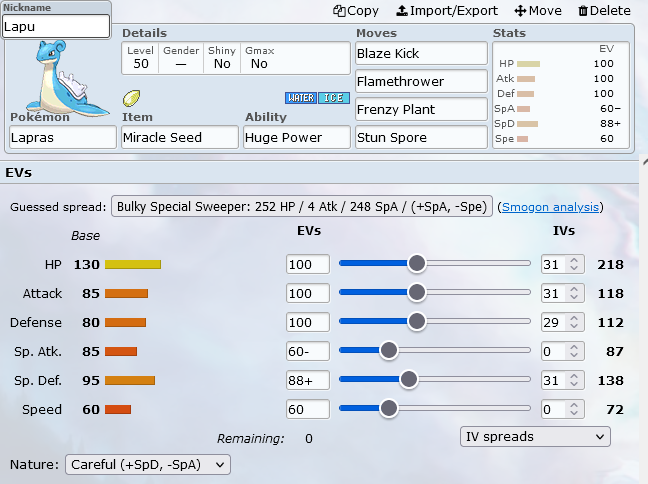 Nickname
Lapu
Copy Import/Export Move Delete
Details Moves Stats
Level Gender Shiny Gmax
50 — No No
Blaze Kick
Flamethrower
Frenzy Plant
Stun Spore
EV
HP 100
Atk 100
Def 100
SpA 60−
SpD 88+
Spe 60
WATER ICE
Pokémon Item Ability
Lapras Miracle Seed Huge Power
EVs
Guessed spread: Bulky Special Sweeper: 252 HP / 4 Atk / 248 SpA / (+SpA, -Spe) (Smogon analysis)
Base EVs IVs
HP 130 100 31 218
Attack 85 100 31 118
Defense 80 100 29 112
Sp. Atk. 85 60- 0 87
Sp. Def. 95 88+ 31 138
Speed 60 60 0 72
Remaining: 0 IV spreads
Nature: Careful (+SpD, -SpA)